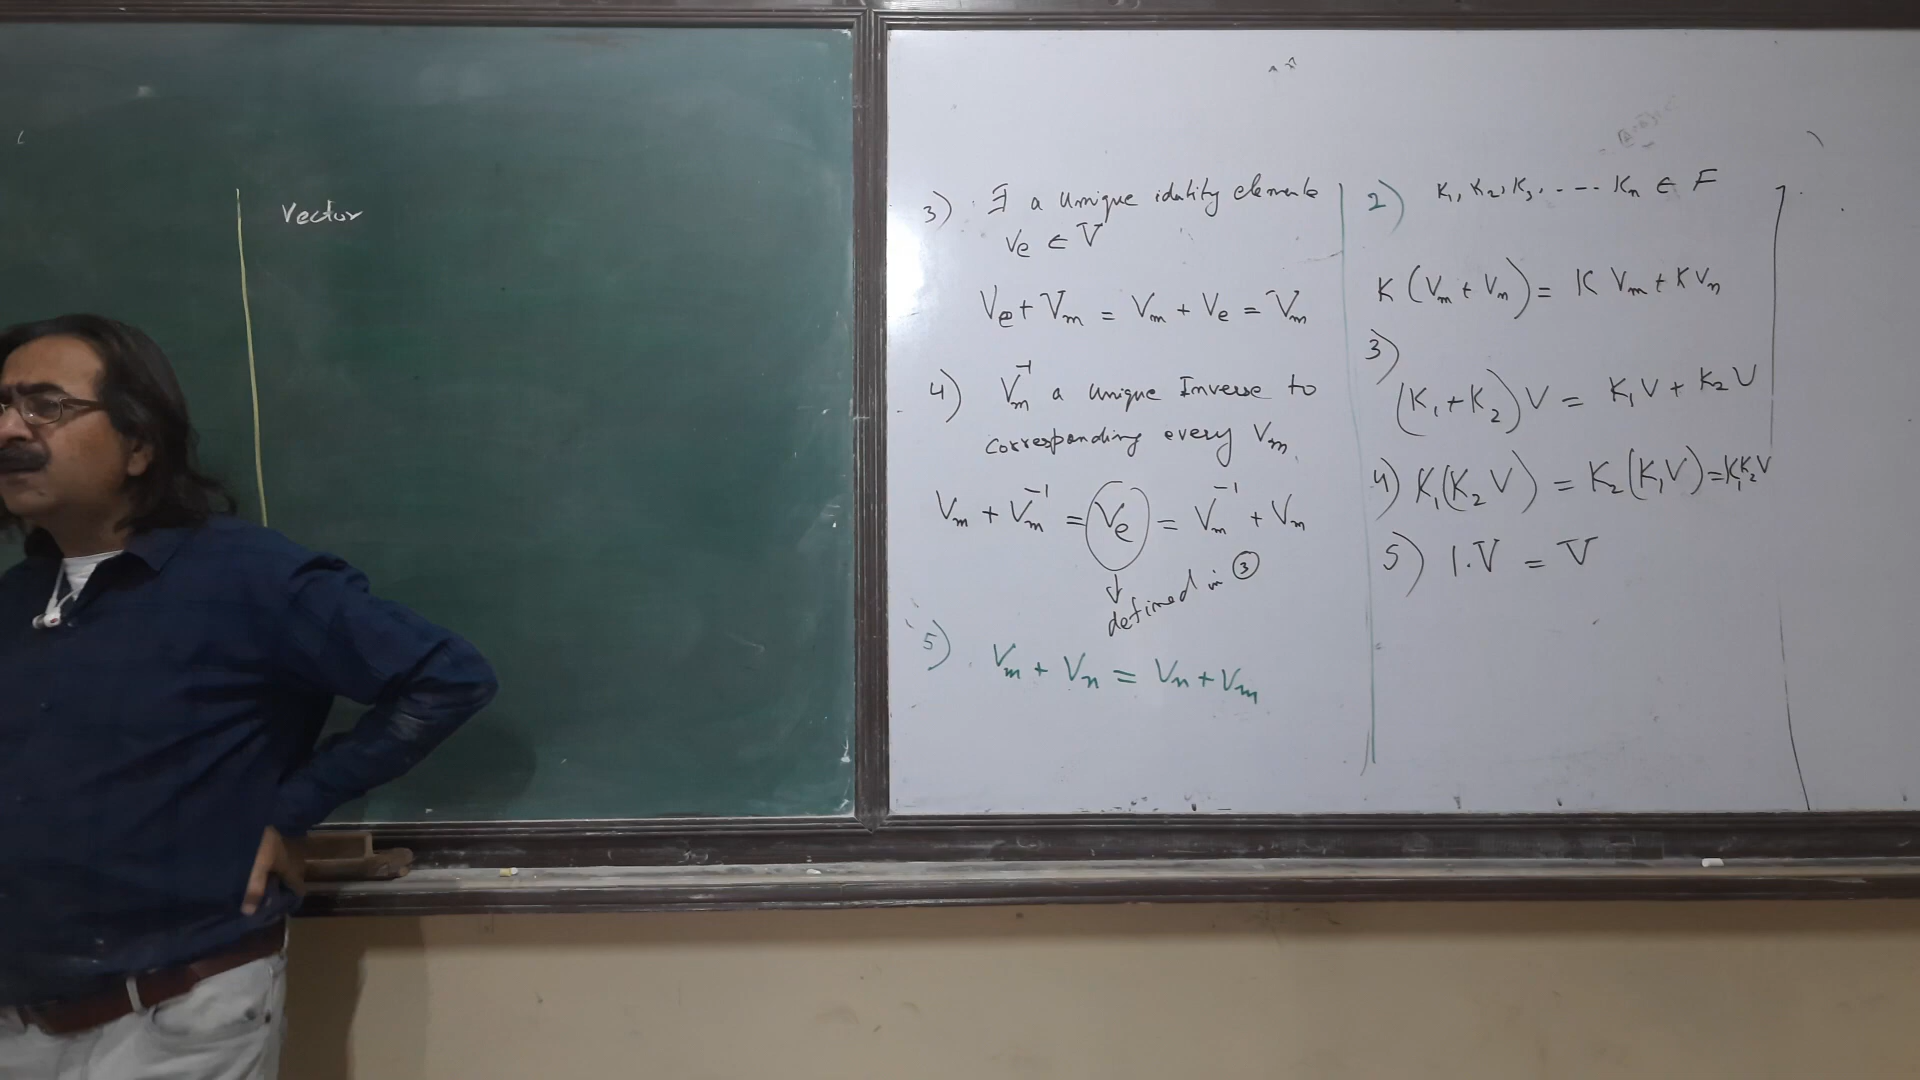 Vector
3) ∃ a unique idntity elements
Ve ∈ V
Ve + Vm = Vm + Ve = Vm
4) Vm⁻¹ a unique Inverse to
corresponding every Vm
Vm + Vm⁻¹ = Ve = Vm⁻¹ + Vm
↓
defined in ③
5) Vm + Vn = Vn + Vm
2) K₁, K₂, K₃, . - - - Kn ∈ F
K (Vm + Vn) = K Vm + K Vn
3)
(K₁ + K₂) V = K₁V + K₂V
4) K₁(K₂V) = K₂(K₁V) = K₁K₂V
5) 1.V = V